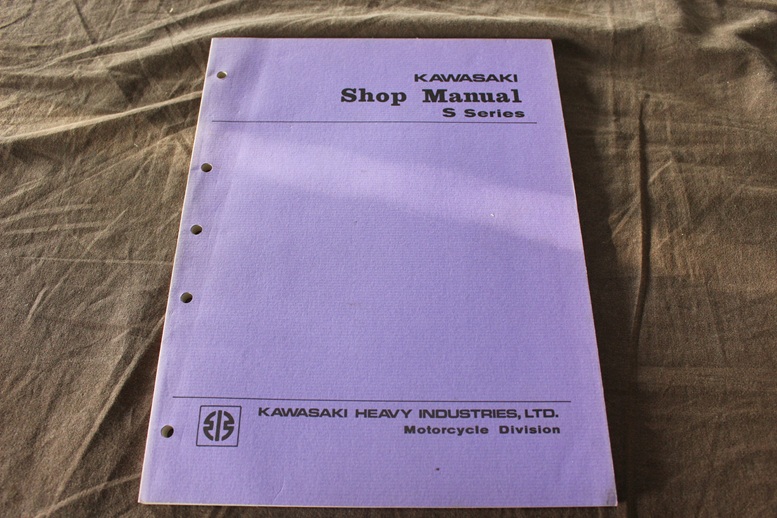 KAWASAKI
Shop Manual
S Series
KAWASAKI HEAVY INDUSTRIES, LTD.
Motorcycle Division